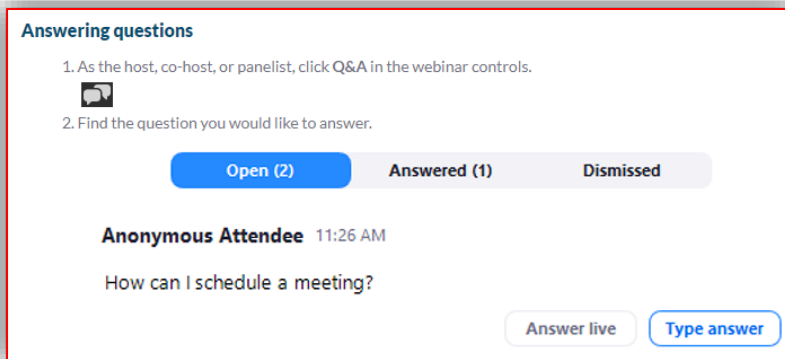 Answering questions
1. As the host, co-host, or panelist, click Q&A in the webinar controls.
2. Find the question you would like to answer.
Open (2) Answered (1) Dismissed
Anonymous Attendee 11:26 AM
How can I schedule a meeting?
Answer live Type answer